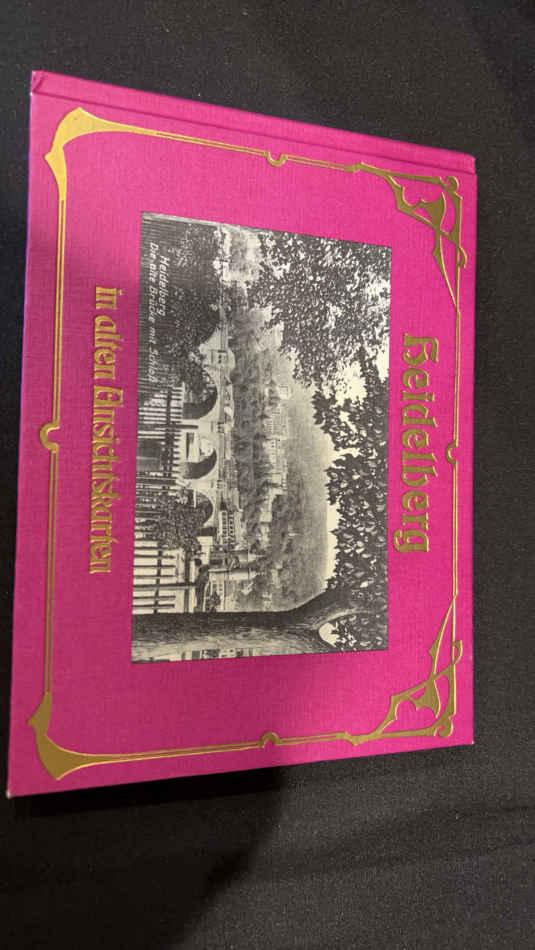 Heidelberg
Heidelberg.
Die alte Brücke mit Schloß
in alten Ansichtskarten